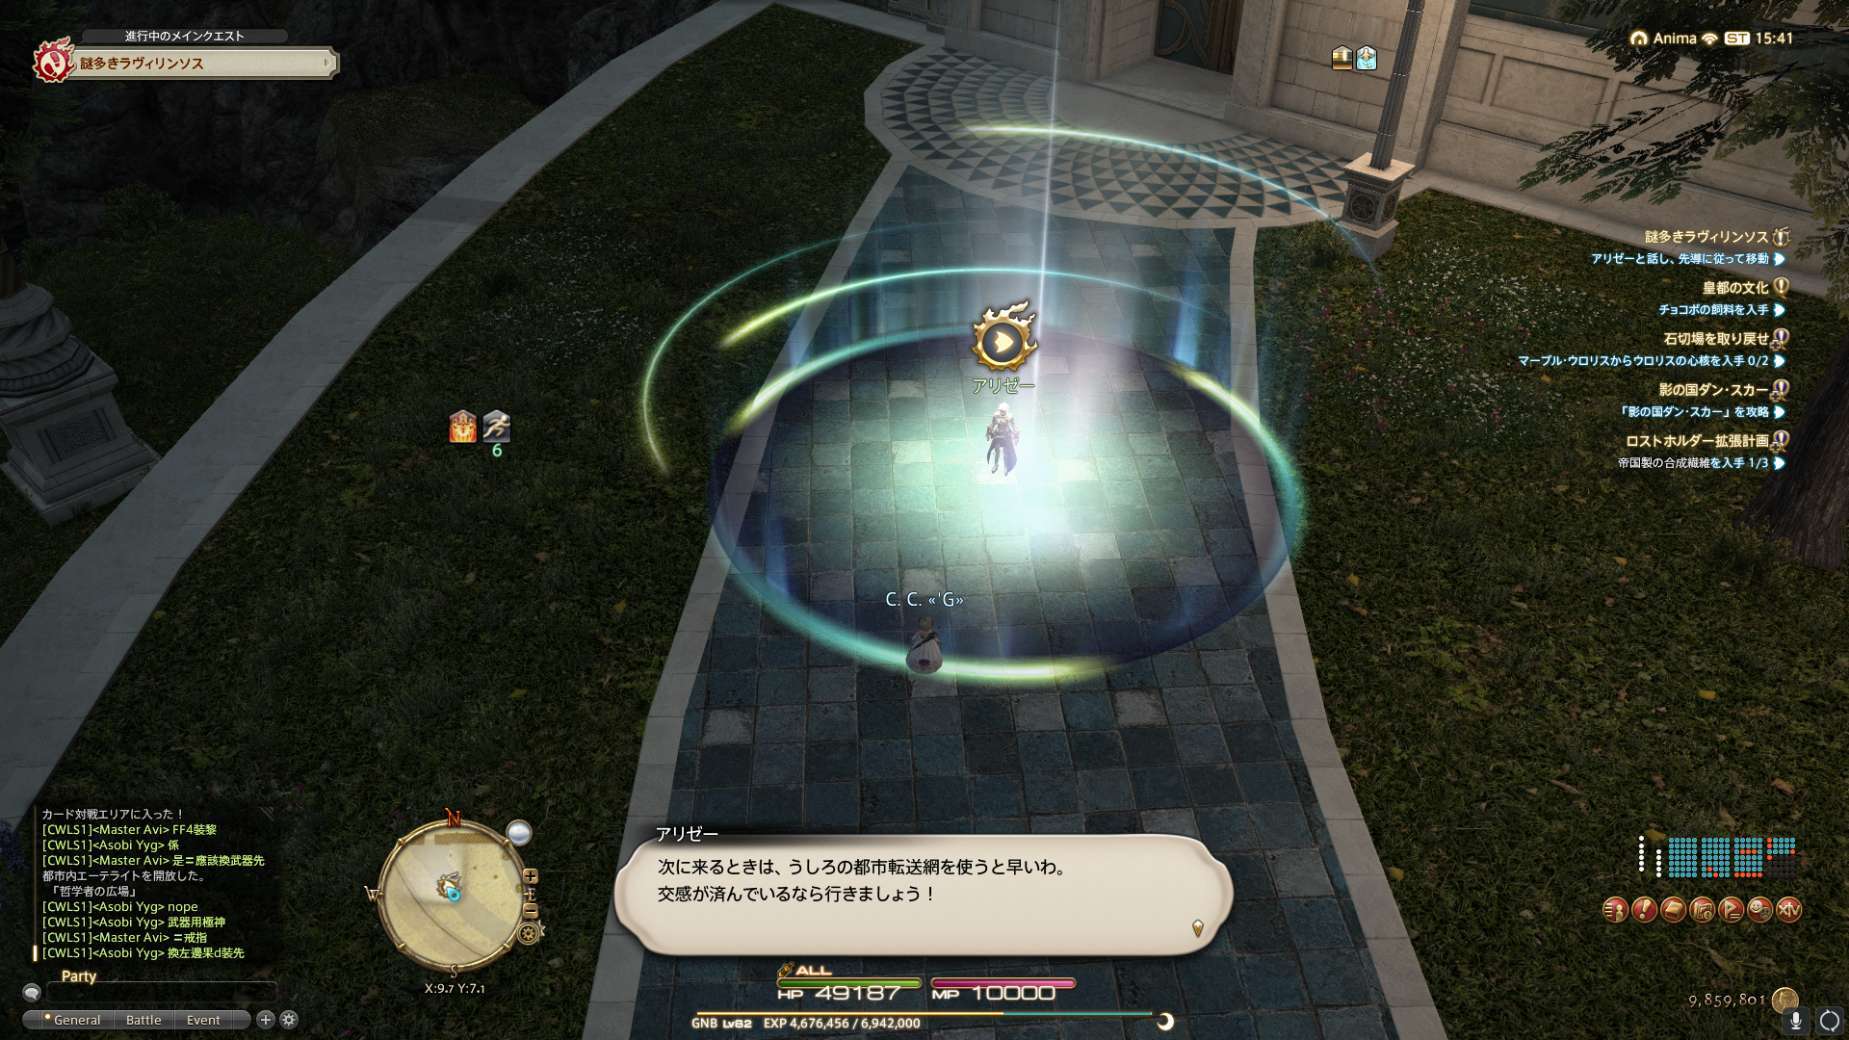 進行中のメインクエスト
謎多きラヴィリンソス
Anima ST 15:41
謎多きラヴィリンソス
アリゼーと話し、先導に従って移動
皇都の文化
チョコボの飼料を入手
石切場を取り戻せ
マーブル・ウロリスからウロリスの心核を入手 0/2
影の国ダン・スカー
「影の国ダン・スカー」を攻略
ロストホルダー拡張計画
帝国製の合成繊維を入手 1/3
アリゼー
6
C. C. «'G»
カード対戦エリアに入った！
[CWLS1]<Master Avi> FF4装黎
[CWLS1]<Asobi Yyg> 係
[CWLS1]<Master Avi> 是=應該換武器先
都市内エーテライトを開放した。
「哲学者の広場」
[CWLS1]<Asobi Yyg> nope
[CWLS1]<Asobi Yyg> 武器用極神
[CWLS1]<Master Avi> =戒指
[CWLS1]<Asobi Yyg> 換左邊果d装先
Party
General Battle Event
N
W E
S
X:9.7 Y:7.1
アリゼー
次に来るときは、うしろの都市転送網を使うと早いわ。
交感が済んでいるなら行きましょう！
ALL
HP 49187 MP 10000
GNB Lv82 EXP 4,676,456 / 6,942,000
XIV
9,859,801